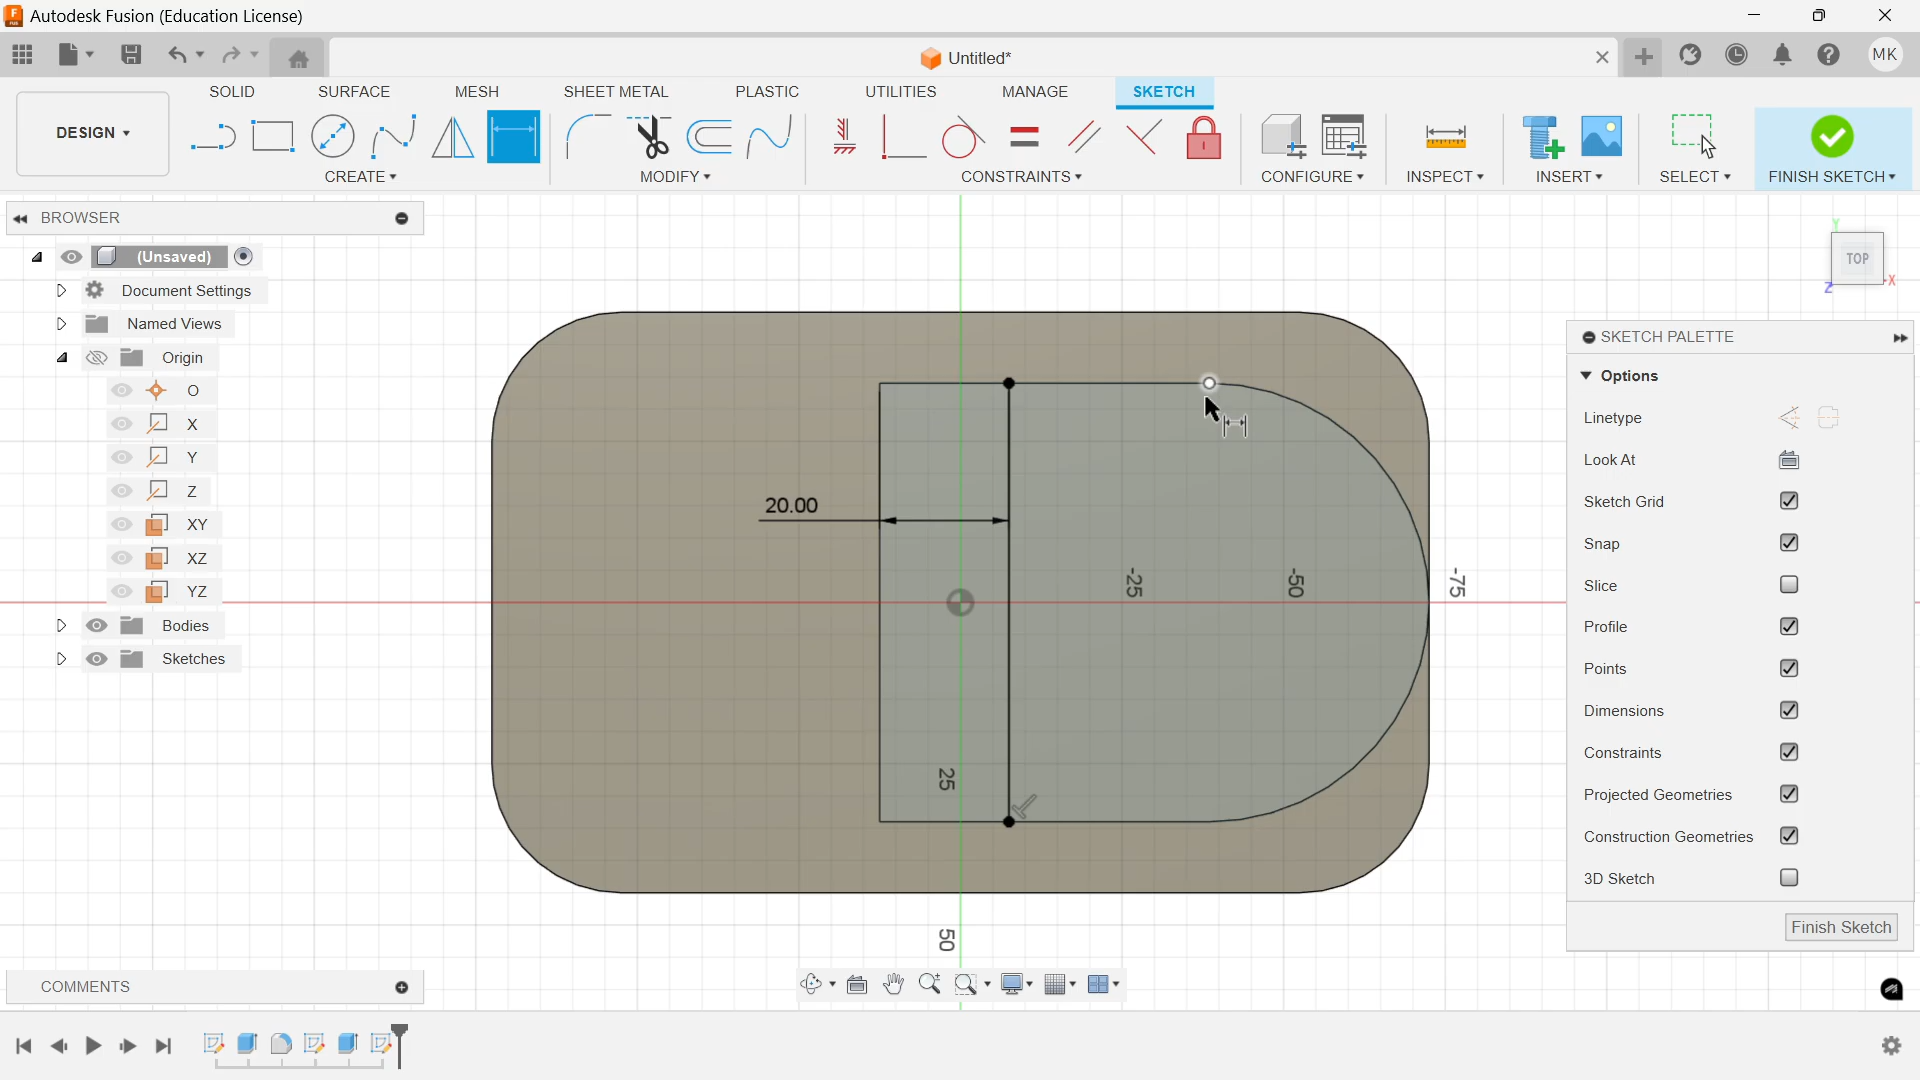 Autodesk Fusion (Education License)
Untitled*
MK
DESIGN
SOLID
SURFACE
MESH
SHEET METAL
PLASTIC
UTILITIES
MANAGE
SKETCH
CREATE
MODIFY
CONSTRAINTS
CONFIGURE
INSPECT
INSERT
SELECT
FINISH SKETCH
BROWSER
(Unsaved)
Document Settings
Named Views
Origin
O
X
Y
Z
XY
XZ
YZ
Bodies
Sketches
20.00
-25
-50
-75
25
50
TOP
Y
X
Z
SKETCH PALETTE
Options
Linetype
Look At
Sketch Grid
Snap
Slice
Profile
Points
Dimensions
Constraints
Projected Geometries
Construction Geometries
3D Sketch
Finish Sketch
COMMENTS